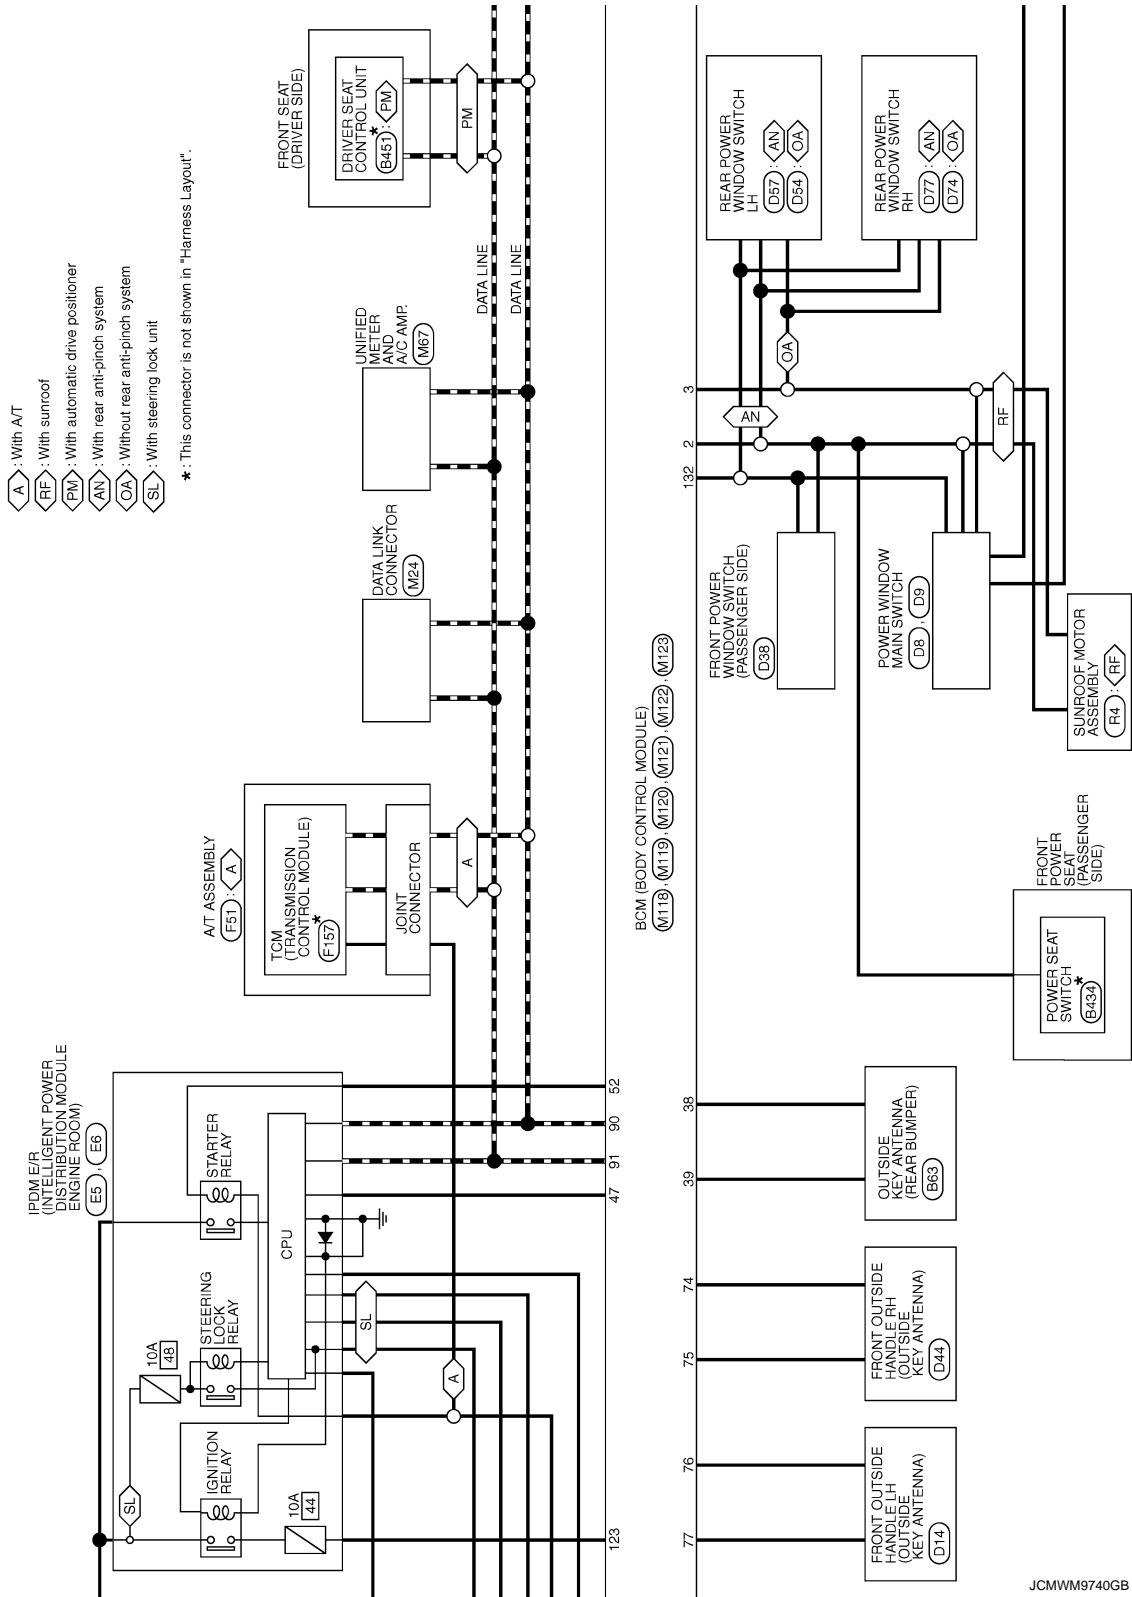 A : With A/T
RF : With sunroof
PM : With automatic drive positioner
AN : With rear anti-pinch system
OA : Without rear anti-pinch system
SL : With steering lock unit
* : This connector is not shown in "Harness Layout".
IPDM E/R
(INTELLIGENT POWER
DISTRIBUTION MODULE
ENGINE ROOM)
E5 , E6
SL
IGNITION
RELAY
10A
44
10A
48
STEERING
LOCK
RELAY
STARTER
RELAY
CPU
SL
A
A/T ASSEMBLY
F51 : A
TCM
(TRANSMISSION
CONTROL MODULE)
*
F157
JOINT
CONNECTOR
A
DATA LINK
CONNECTOR
M24
UNIFIED
METER
AND
A/C AMP.
M67
DATA LINE
DATA LINE
FRONT SEAT
(DRIVER SIDE)
DRIVER SEAT
CONTROL UNIT
*
B451 : PM
PM
123
47
91
90
52
BCM (BODY CONTROL MODULE)
M118 , M119 , M120 , M121 , M122 , M123
77
76
75
74
39
38
132
2
3
FRONT OUTSIDE
HANDLE LH
(OUTSIDE
KEY ANTENNA)
D14
FRONT OUTSIDE
HANDLE RH
(OUTSIDE
KEY ANTENNA)
D44
OUTSIDE
KEY ANTENNA
(REAR BUMPER)
B63
FRONT
POWER
SEAT
(PASSENGER
SIDE)
POWER SEAT
SWITCH
*
B434
FRONT POWER
WINDOW SWITCH
(PASSENGER SIDE)
D38
POWER WINDOW
MAIN SWITCH
D8 , D9
SUNROOF MOTOR
ASSEMBLY
R4 : RF
AN
OA
RF
REAR POWER
WINDOW SWITCH
LH
D57 : AN
D54 : OA
REAR POWER
WINDOW SWITCH
RH
D77 : AN
D74 : OA
JCMWM9740GB